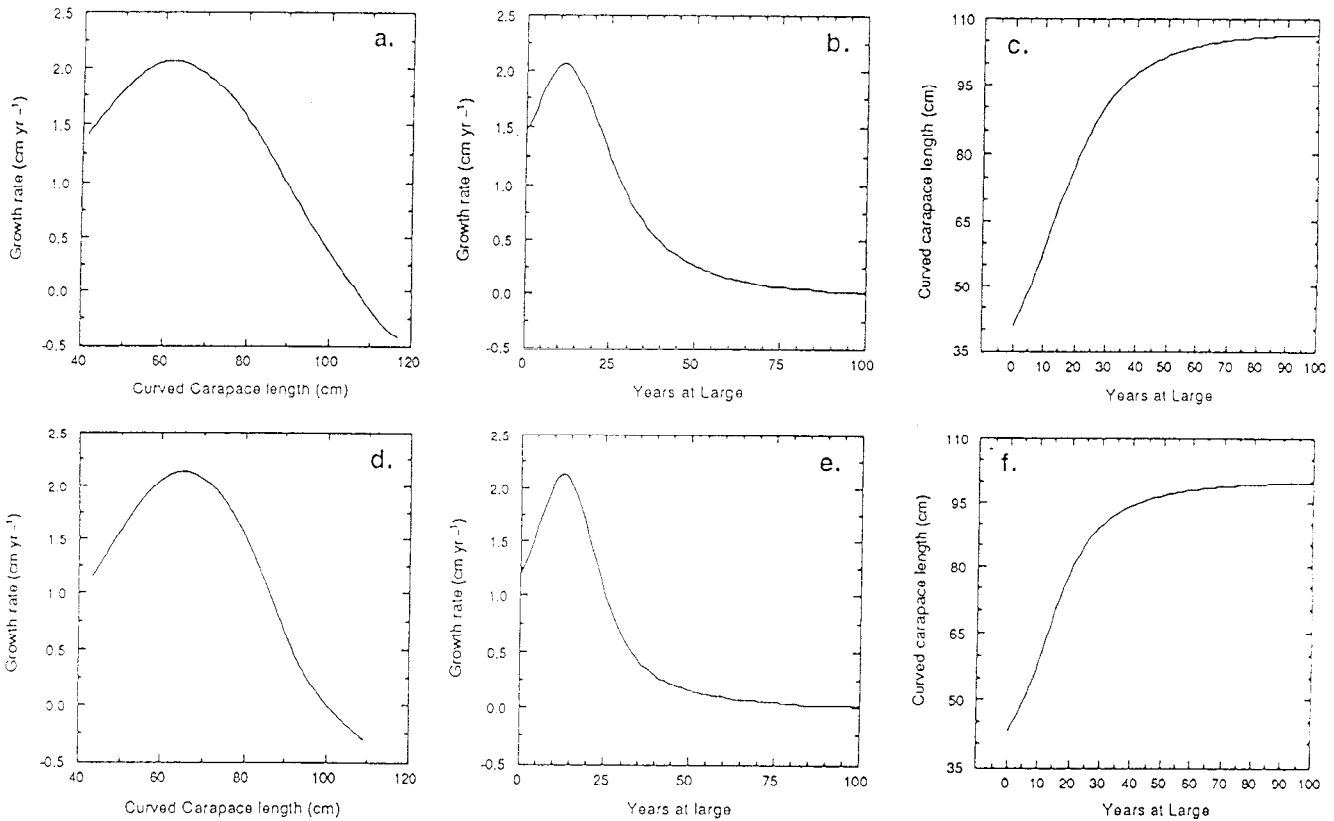 a.
Growth rate (cm yr −1)
2.5
2.0
1.5
1.0
0.5
0.0
-0.5
40 60 80 100 120
Curved Carapace length (cm)
b.
Growth rate (cm yr −1)
2.5
2.0
1.5
1.0
0.5
0.0
-0.5
0 25 50 75 100
Years at Large
c.
Curved carapace length (cm)
110
95
80
65
50
35
0 10 20 30 40 50 60 70 80 90 100
Years at Large
d.
Growth rate (cm yr −1)
2.5
2.0
1.5
1.0
0.5
0.0
-0.5
40 60 80 100 120
Curved Carapace length (cm)
e.
Growth rate (cm yr −1)
2.5
2.0
1.5
1.0
0.5
0.0
-0.5
0 25 50 75 100
Years at large
f.
Curved carapace length (cm)
110
95
80
65
50
35
0 10 20 30 40 50 60 70 80 90 100
Years at Large